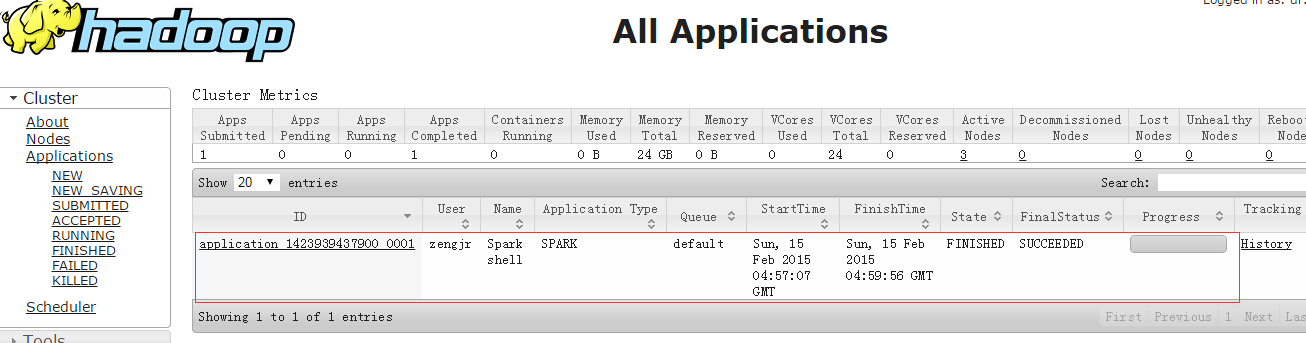 Logged in as: dr.
hadoop
All Applications
Cluster
About
Nodes
Applications
NEW
NEW_SAVING
SUBMITTED
ACCEPTED
RUNNING
FINISHED
FAILED
KILLED
Scheduler
Tools
Cluster Metrics
Apps Submitted Apps Pending Apps Running Apps Completed Containers Running Memory Used Memory Total Memory Reserved VCores Used VCores Total VCores Reserved Active Nodes Decommissioned Nodes Lost Nodes Unhealthy Nodes Reboo Nodes
1 0 0 1 0 0 B 24 GB 0 B 0 24 0 3 0 0 0 0
Show 20 entries Search:
ID User Name Application Type Queue StartTime FinishTime State FinalStatus Progress Tracking
application_1423939437900_0001 zengjr Spark shell SPARK default Sun, 15 Feb 2015 04:57:07 GMT Sun, 15 Feb 2015 04:59:56 GMT FINISHED SUCCEEDED History
Showing 1 to 1 of 1 entries First Previous 1 Next Las